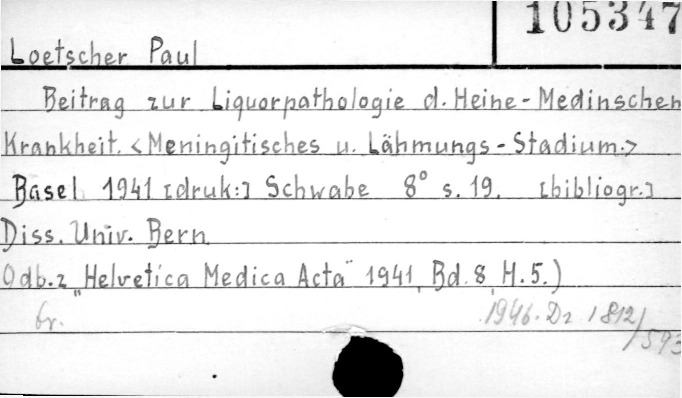 105347
Loetscher Paul
Beitrag zur Liquorpathologie d. Heine-Medinschen
Krankheit. <Meningitisches u. Lähmungs-Stadium.>
Basel 1941 [druk:] Schwabe 8° s. 19. [bibliogr.]
Diss. Univ. Bern
Odb. z „Helvetica Medica Acta" 1941, Bd. 8, H. 5.)
br. 1946. Dz 1812/593